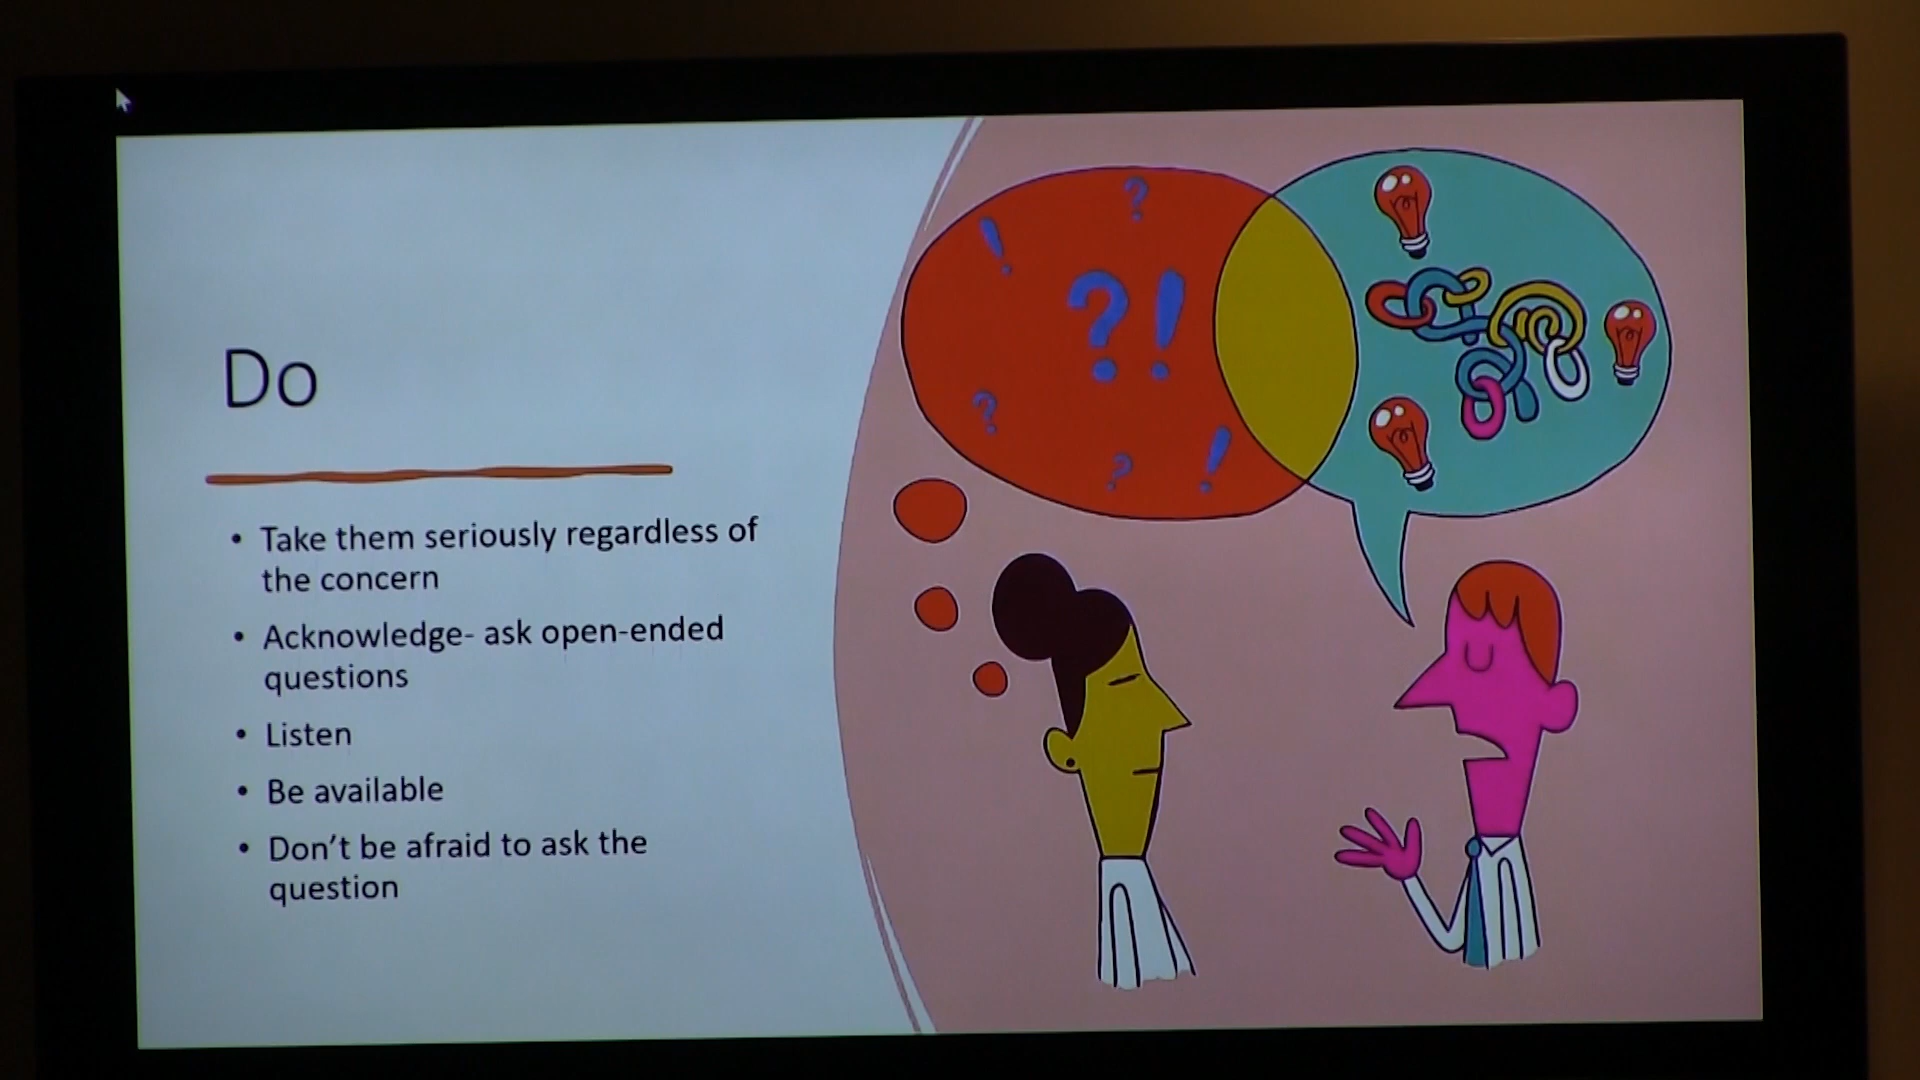 Do
• Take them seriously regardless of
the concern
• Acknowledge- ask open-ended
questions
• Listen
• Be available
• Don't be afraid to ask the
question
?
!
?!
?
?
!